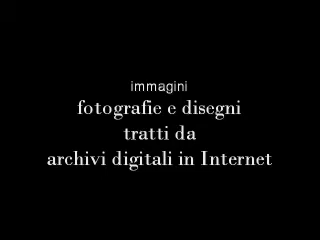 immagini
fotografie e disegni
tratti da
archivi digitali in Internet